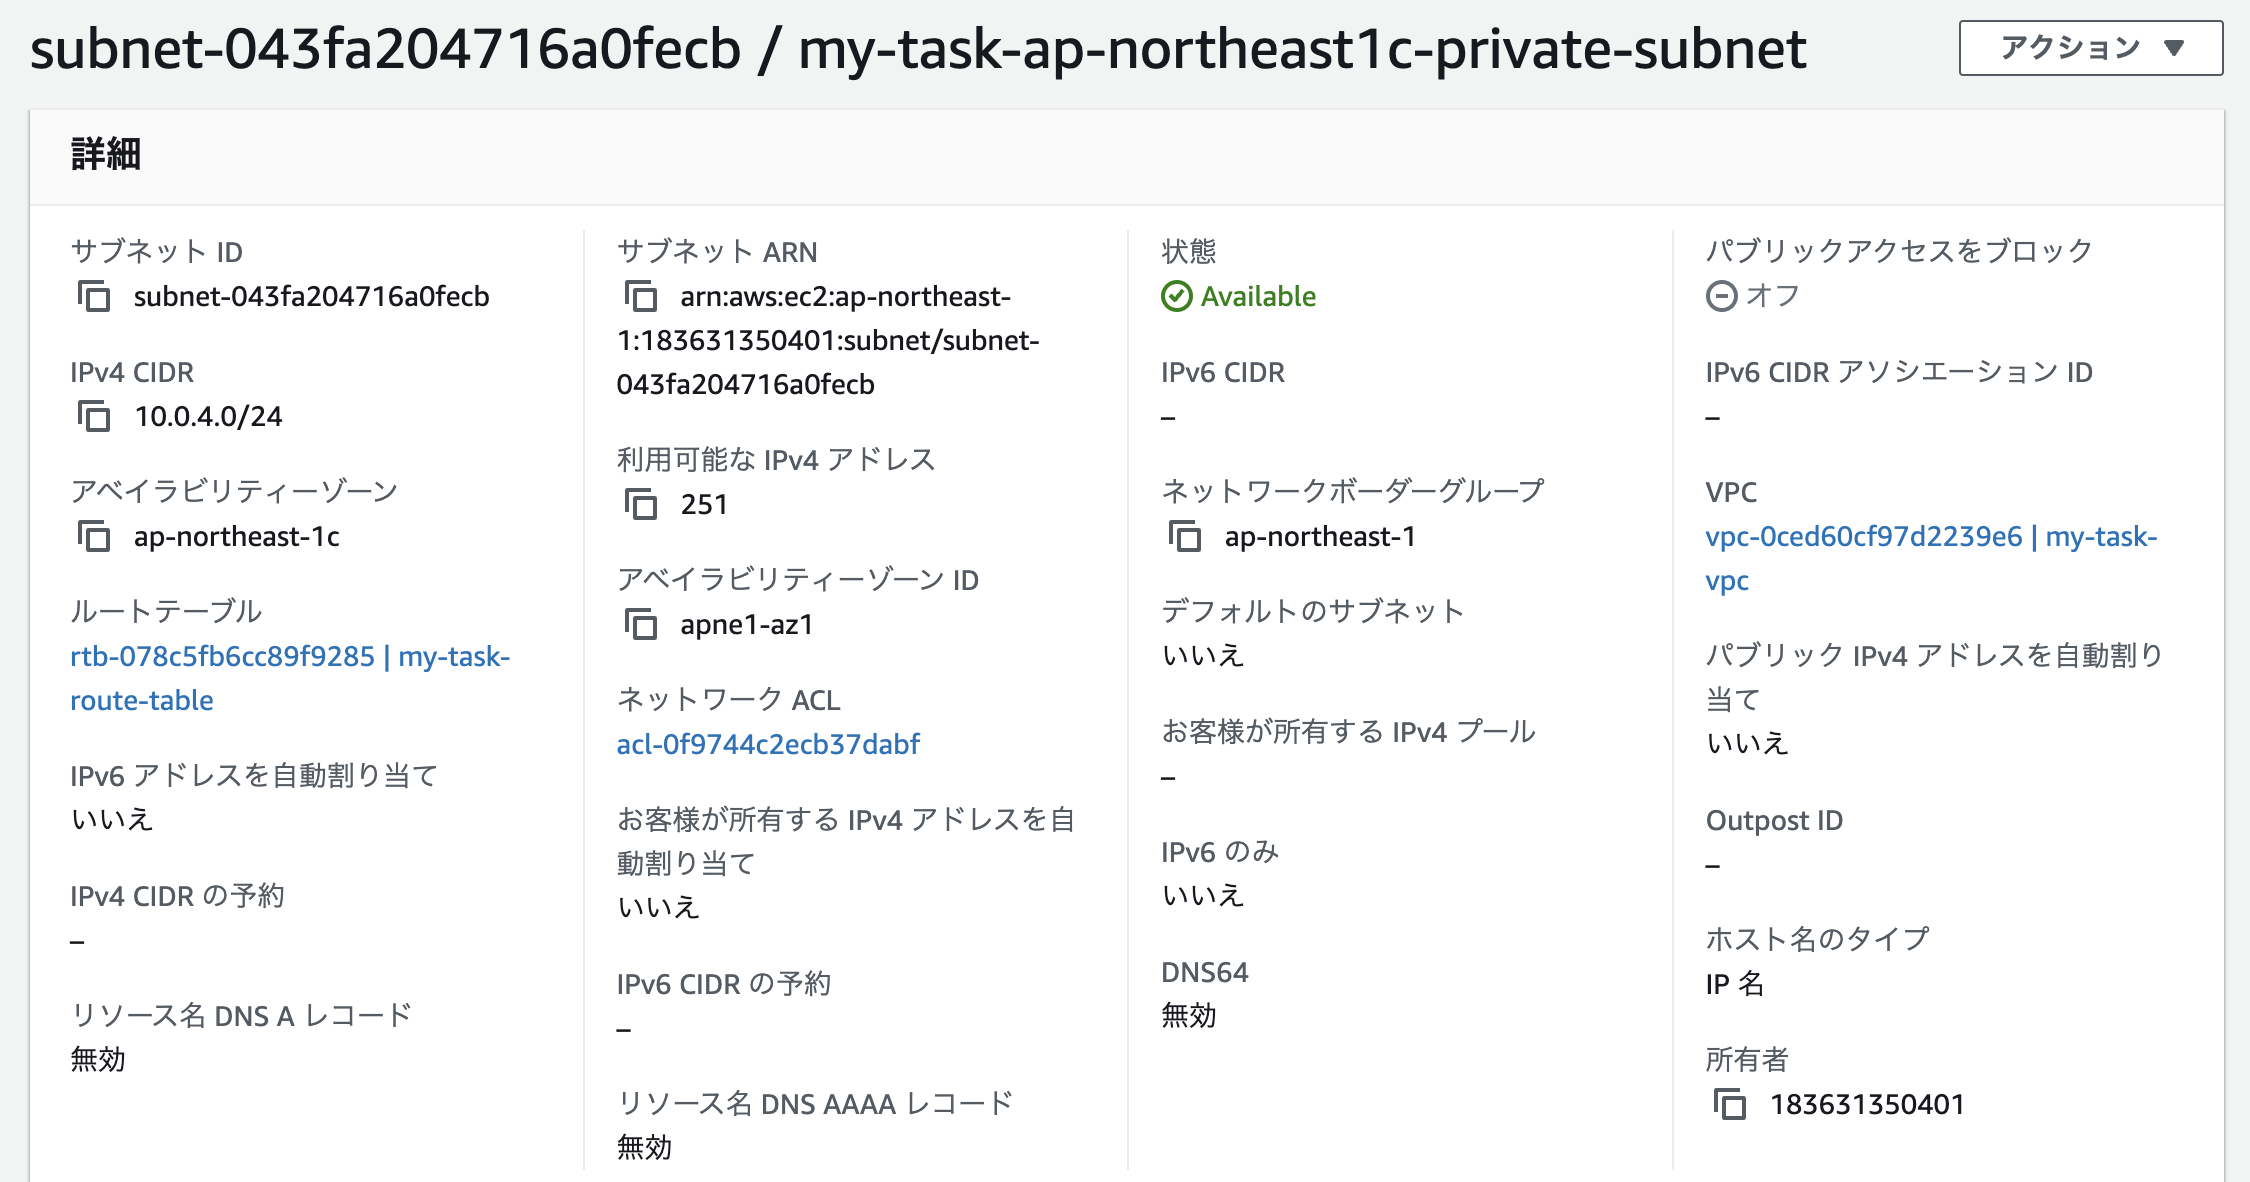 subnet-043fa204716a0fecb / my-task-ap-northeast1c-private-subnet
アクション ▼
詳細
サブネット ID
subnet-043fa204716a0fecb
IPv4 CIDR
10.0.4.0/24
アベイラビリティーゾーン
ap-northeast-1c
ルートテーブル
rtb-078c5fb6cc89f9285 | my-task-
route-table
IPv6 アドレスを自動割り当て
いいえ
IPv4 CIDR の予約
–
リソース名 DNS A レコード
無効
サブネット ARN
arn:aws:ec2:ap-northeast-
1:183631350401:subnet/subnet-
043fa204716a0fecb
利用可能な IPv4 アドレス
251
アベイラビリティーゾーン ID
apne1-az1
ネットワーク ACL
acl-0f9744c2ecb37dabf
お客様が所有する IPv4 アドレスを自
動割り当て
いいえ
IPv6 CIDR の予約
–
リソース名 DNS AAAA レコード
無効
状態
Available
IPv6 CIDR
–
ネットワークボーダーグループ
ap-northeast-1
デフォルトのサブネット
いいえ
お客様が所有する IPv4 プール
–
IPv6 のみ
いいえ
DNS64
無効
パブリックアクセスをブロック
オフ
IPv6 CIDR アソシエーション ID
–
VPC
vpc-0ced60cf97d2239e6 | my-task-
vpc
パブリック IPv4 アドレスを自動割り
当て
いいえ
Outpost ID
–
ホスト名のタイプ
IP 名
所有者
183631350401